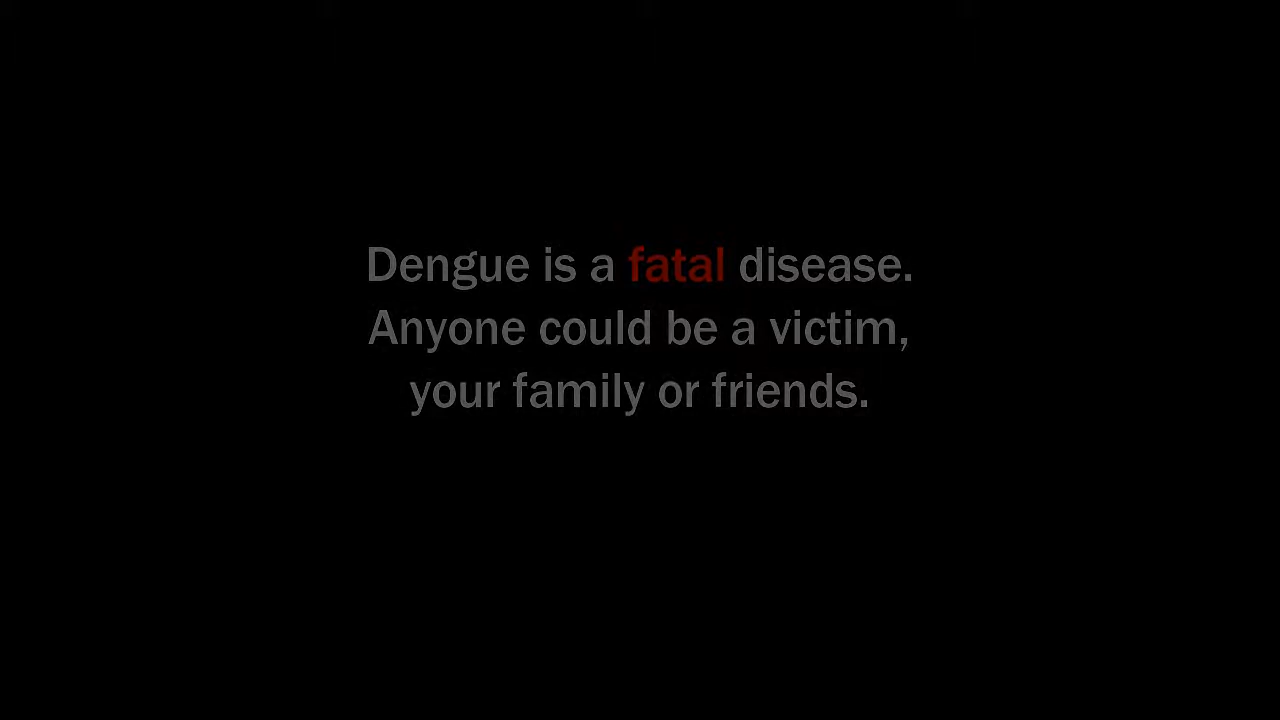 Dengue is a fatal disease.
Anyone could be a victim,
your family or friends.